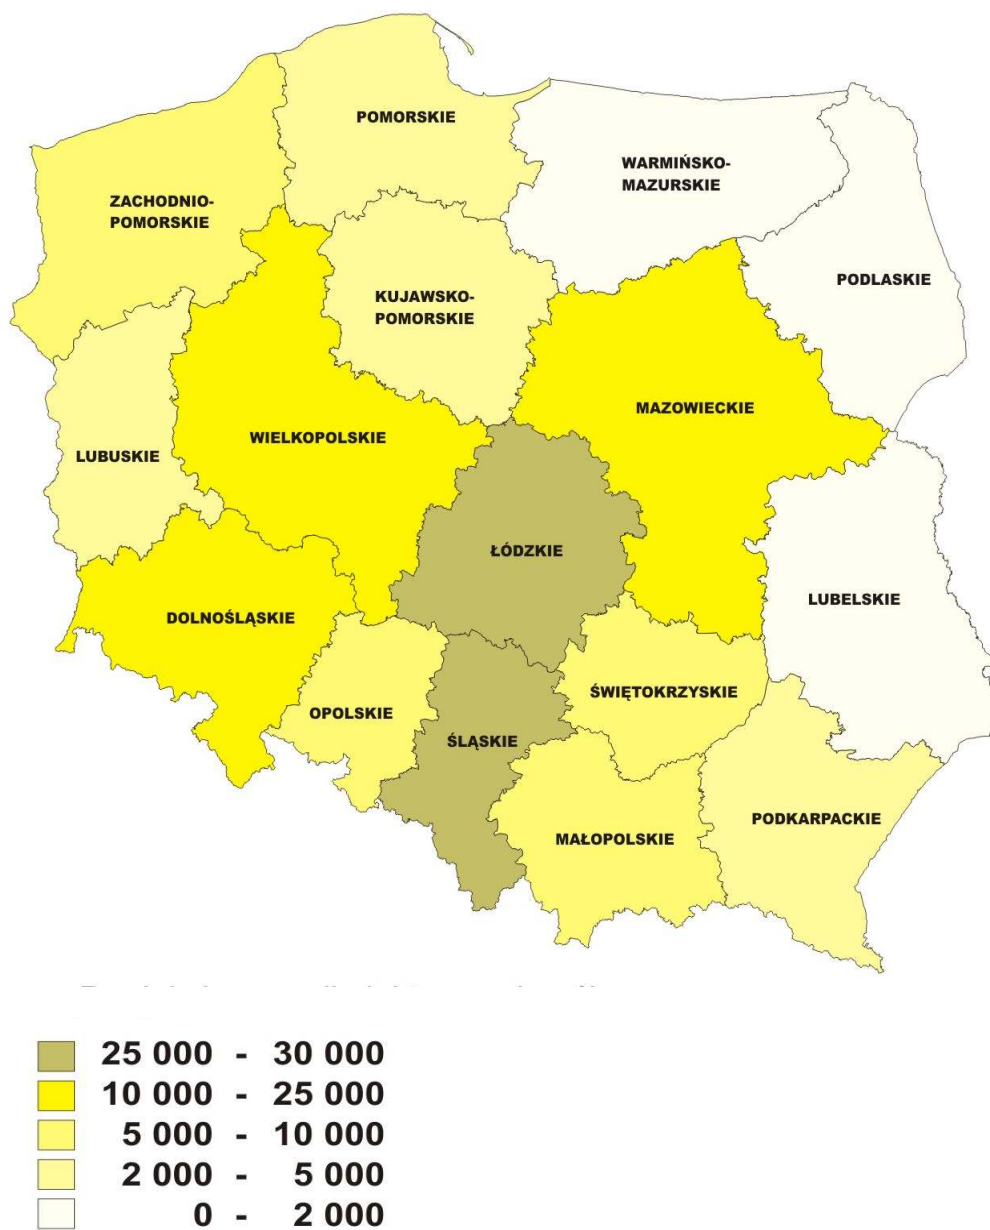 POMORSKIE
WARMIŃSKO-
MAZURSKIE
ZACHODNIO-
POMORSKIE
PODLASKIE
KUJAWSKO-
POMORSKIE
MAZOWIECKIE
WIELKOPOLSKIE
LUBUSKIE
ŁÓDZKIE
LUBELSKIE
DOLNOŚLĄSKIE
ŚWIĘTOKRZYSKIE
OPOLSKIE
ŚLĄSKIE
PODKARPACKIE
MAŁOPOLSKIE
25 000 - 30 000
10 000 - 25 000
5 000 - 10 000
2 000 - 5 000
0 - 2 000